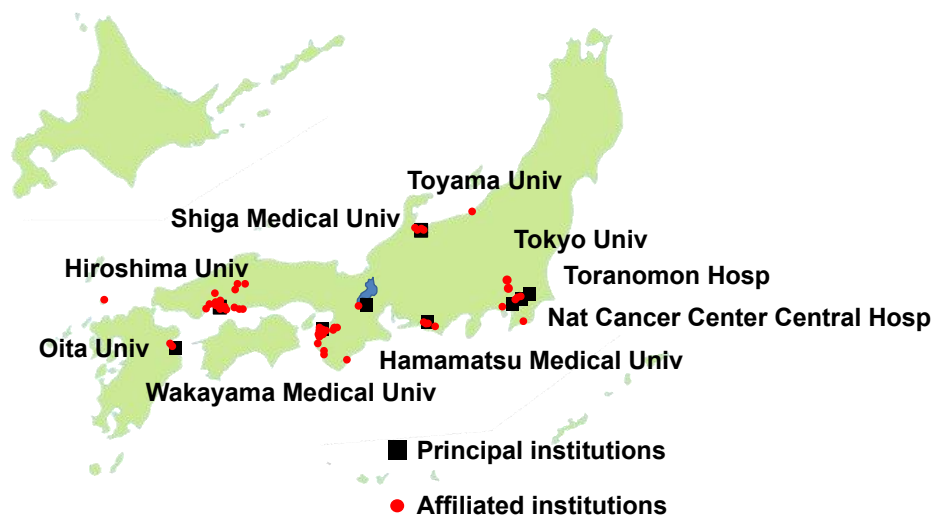 Toyama Univ
Shiga Medical Univ
Tokyo Univ
Hiroshima Univ
Toranomon Hosp
Nat Cancer Center Central Hosp
Oita Univ
Hamamatsu Medical Univ
Wakayama Medical Univ
Principal institutions
Affiliated institutions